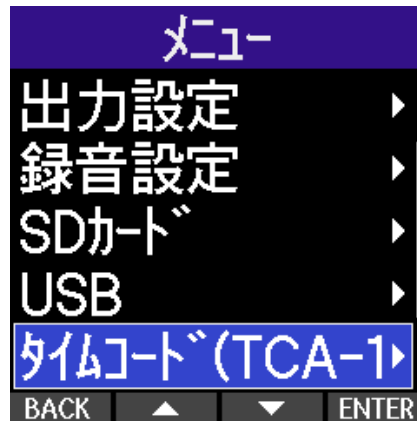 メニュー
出力設定
録音設定
SDカード
USB
タイムコード(TCA-1
BACK ENTER